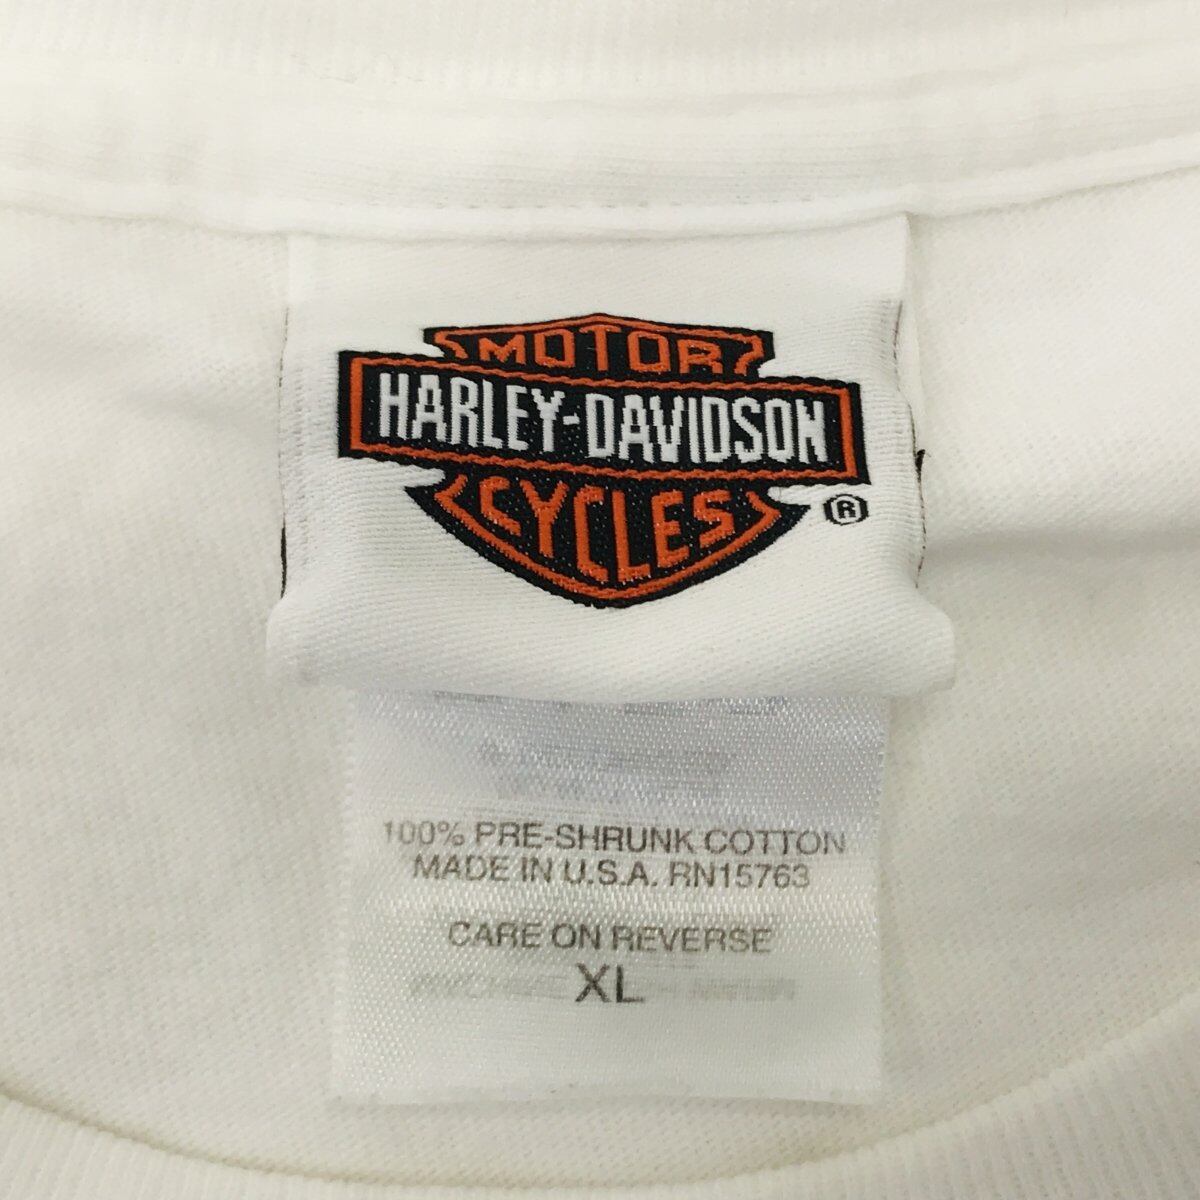 MOTOR
HARLEY-DAVIDSON
CYCLES
®
100% PRE-SHRUNK COTTON
MADE IN U.S.A. RN15763
CARE ON REVERSE
XL